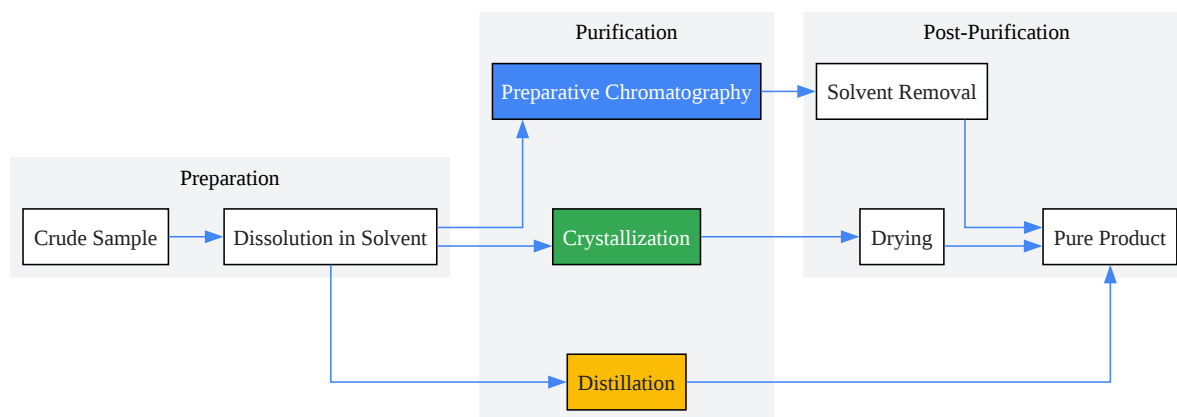 Preparation
Crude Sample
Dissolution in Solvent
Purification
Preparative Chromatography
Crystallization
Distillation
Post-Purification
Solvent Removal
Drying
Pure Product